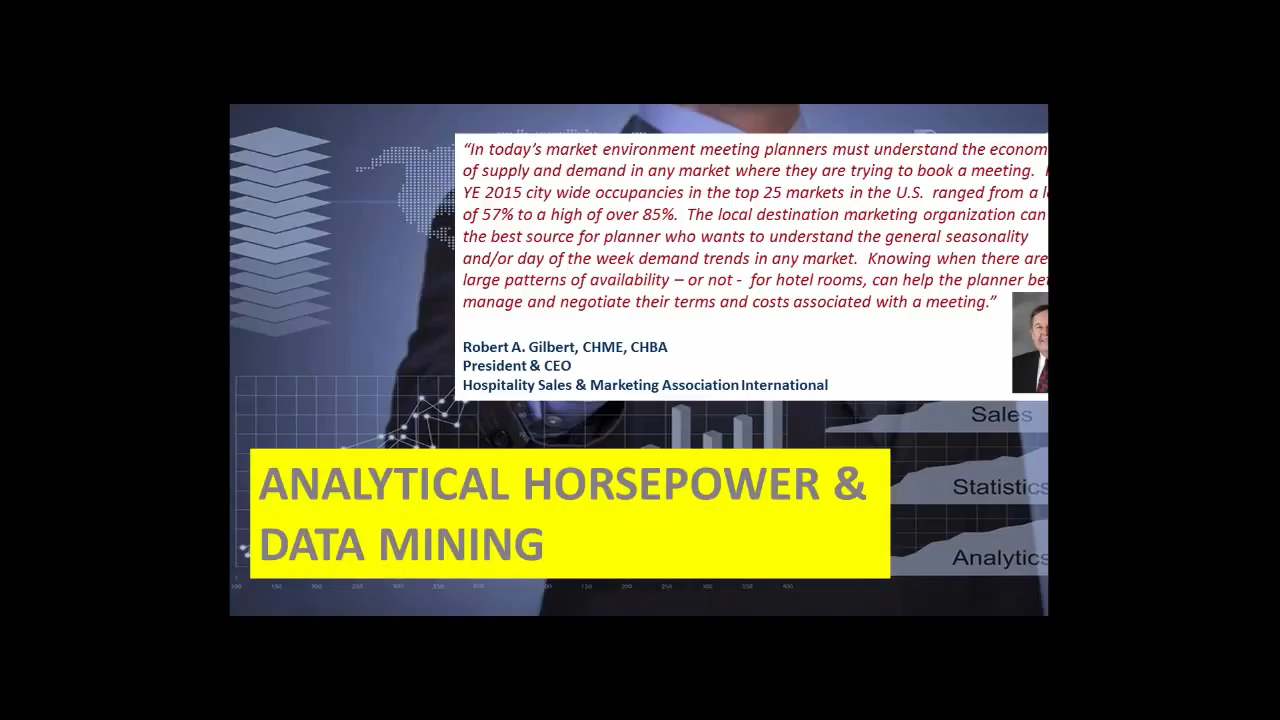 “In today’s market environment meeting planners must understand the
of supply and demand in any market where they are trying to book a meeting.
YE 2015 city wide occupancies in the top 25 markets in the U.S. ranged from a
of 57% to a high of over 85%. The local destination marketing organization can
the best source for planner who wants to understand the general seasonality
and/or day of the week demand trends in any market. Knowing when there are
large patterns of availability – or not - for hotel rooms, can help the planner
manage and negotiate their terms and costs associated with a meeting.”
Robert A. Gilbert, CHME, CHBA
President & CEO
Hospitality Sales & Marketing Association International
Sales
Statistics
Analytics
ANALYTICAL HORSEPOWER &
DATA MINING